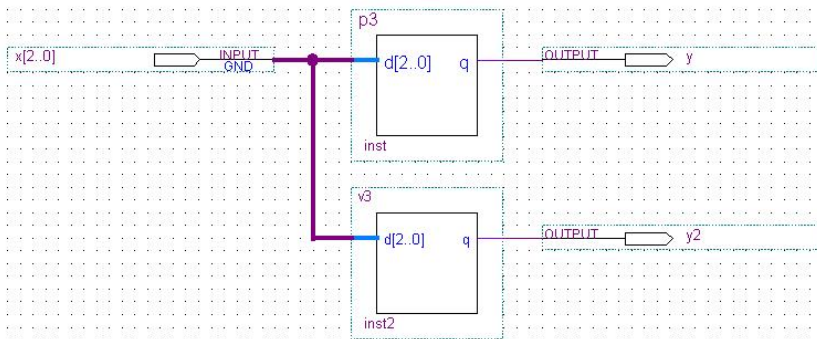 p3
x[2..0] INPUT GND
d[2..0] q
OUTPUT y
inst
v3
d[2..0] q
OUTPUT y2
inst2